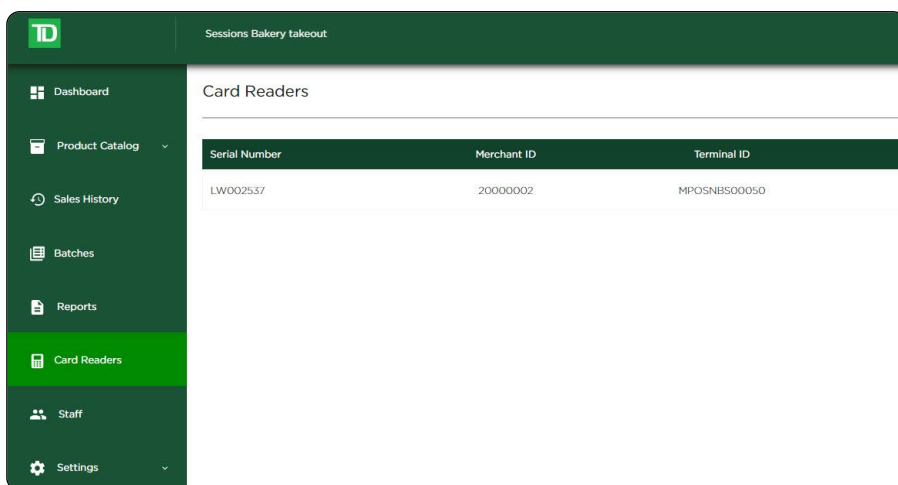 TD
Sessions Bakery takeout
Dashboard
Product Catalog
Sales History
Batches
Reports
Card Readers
Staff
Settings
Card Readers
Serial Number Merchant ID Terminal ID
LW002537 20000002 MPOSNBS00050